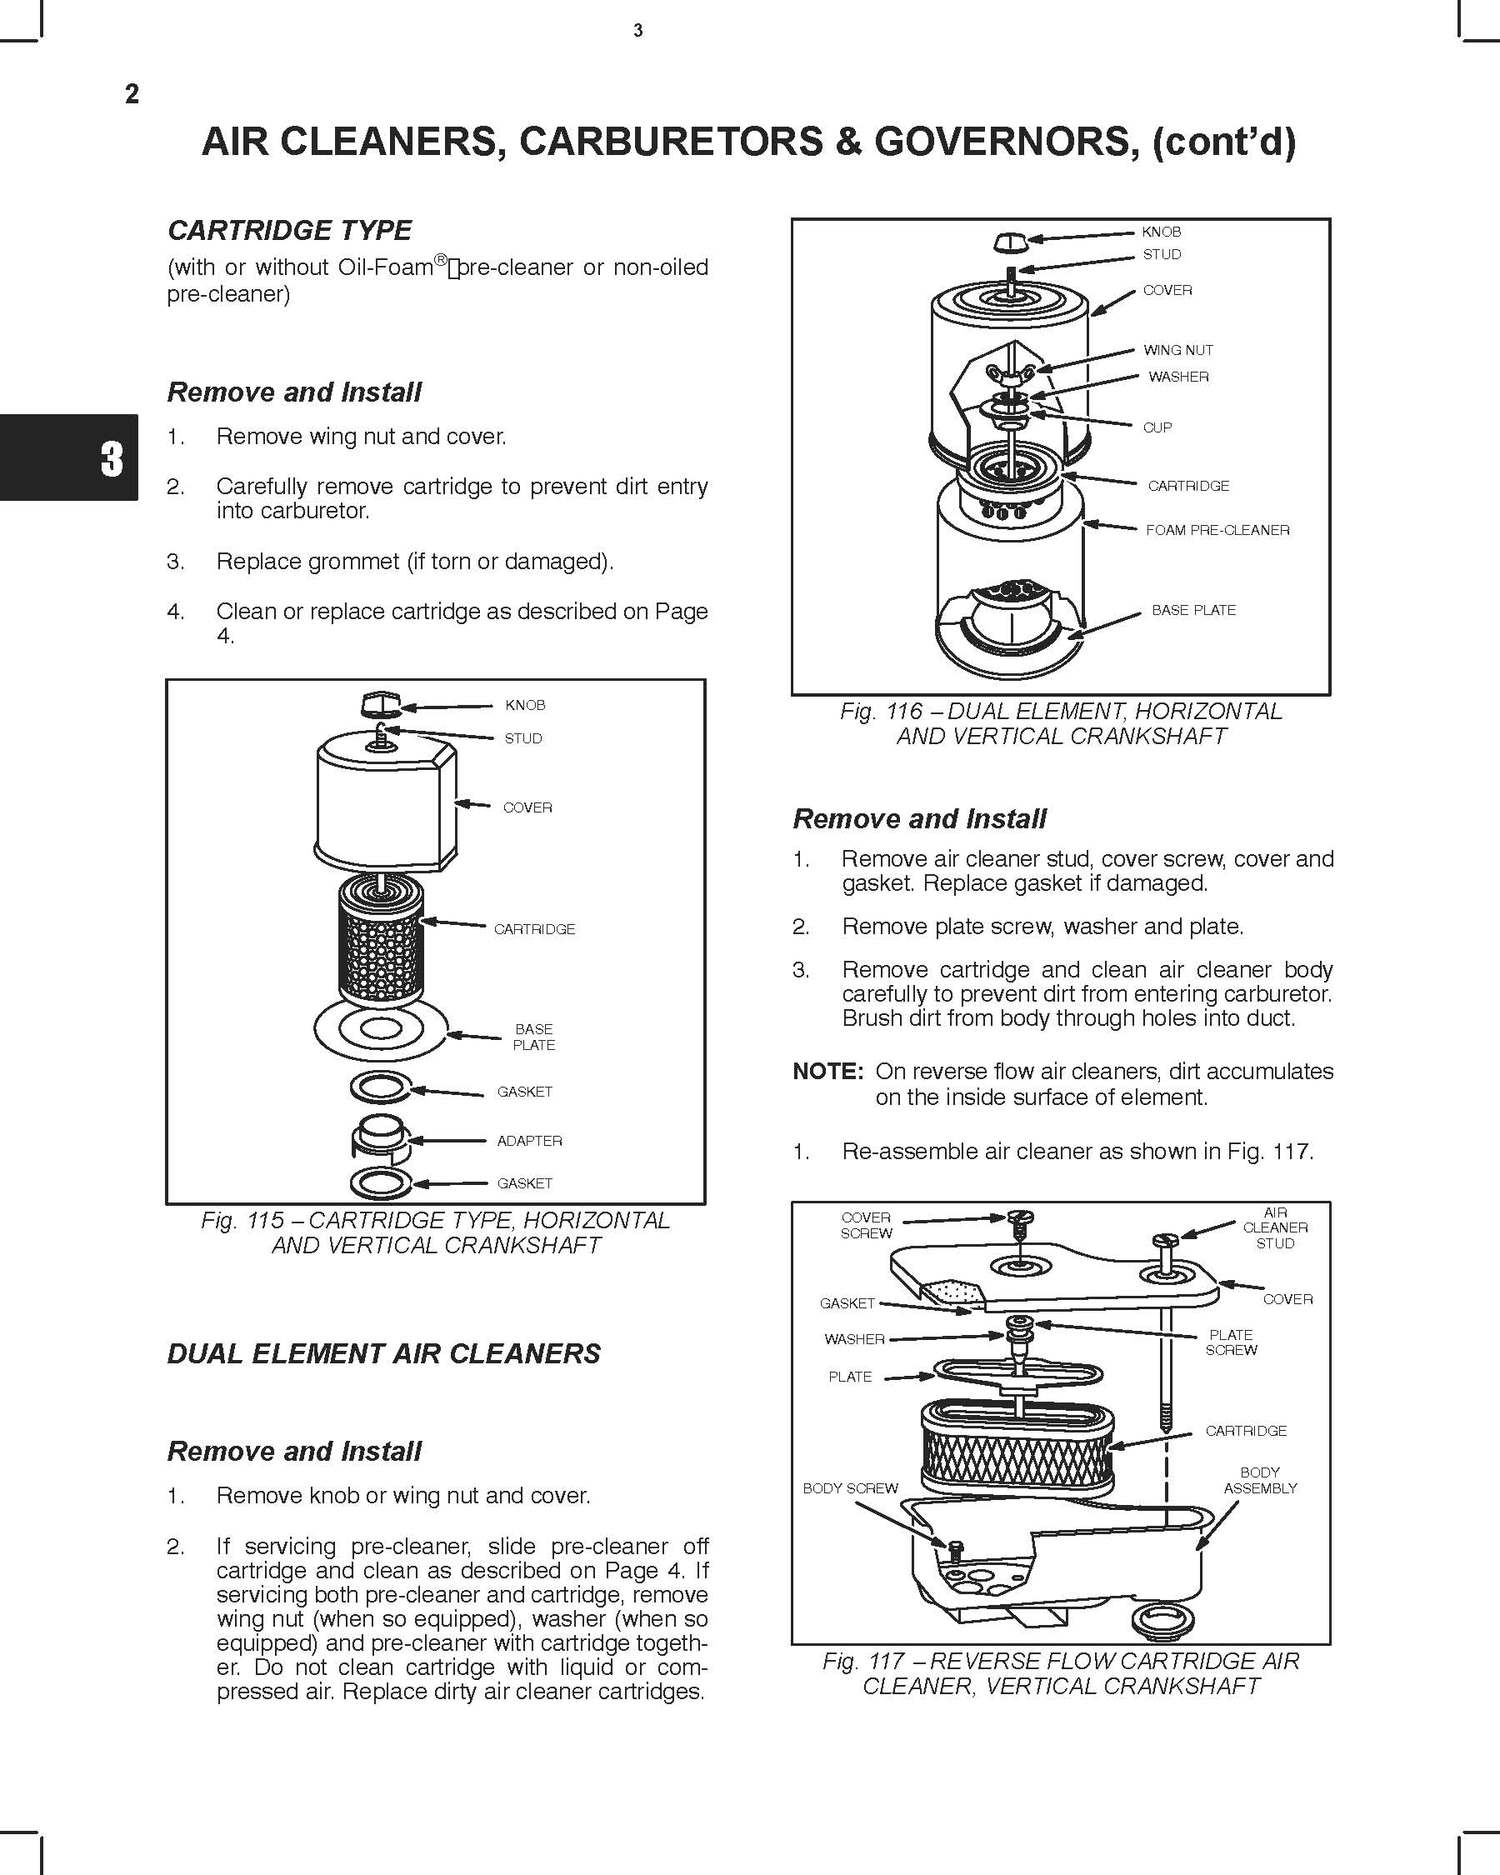 3
2
AIR CLEANERS, CARBURETORS & GOVERNORS, (cont’d)
CARTRIDGE TYPE
(with or without Oil-Foam® pre-cleaner or non-oiled
pre-cleaner)
Remove and Install
1. Remove wing nut and cover.
2. Carefully remove cartridge to prevent dirt entry
into carburetor.
3. Replace grommet (if torn or damaged).
4. Clean or replace cartridge as described on Page
4.
3
KNOB
STUD
COVER
CARTRIDGE
BASE
PLATE
GASKET
ADAPTER
GASKET
Fig. 115 – CARTRIDGE TYPE, HORIZONTAL
AND VERTICAL CRANKSHAFT
DUAL ELEMENT AIR CLEANERS
Remove and Install
1. Remove knob or wing nut and cover.
2. If servicing pre-cleaner, slide pre-cleaner off
cartridge and clean as described on Page 4. If
servicing both pre-cleaner and cartridge, remove
wing nut (when so equipped), washer (when so
equipped) and pre-cleaner with cartridge togeth-
er. Do not clean cartridge with liquid or com-
pressed air. Replace dirty air cleaner cartridges.
KNOB
STUD
COVER
WING NUT
WASHER
CUP
CARTRIDGE
FOAM PRE-CLEANER
BASE PLATE
Fig. 116 – DUAL ELEMENT, HORIZONTAL
AND VERTICAL CRANKSHAFT
Remove and Install
1. Remove air cleaner stud, cover screw, cover and
gasket. Replace gasket if damaged.
2. Remove plate screw, washer and plate.
3. Remove cartridge and clean air cleaner body
carefully to prevent dirt from entering carburetor.
Brush dirt from body through holes into duct.
NOTE: On reverse flow air cleaners, dirt accumulates
on the inside surface of element.
1. Re-assemble air cleaner as shown in Fig. 117.
COVER
SCREW
AIR
CLEANER
STUD
GASKET
COVER
WASHER
PLATE
SCREW
PLATE
CARTRIDGE
BODY SCREW
BODY
ASSEMBLY
Fig. 117 – REVERSE FLOW CARTRIDGE AIR
CLEANER, VERTICAL CRANKSHAFT